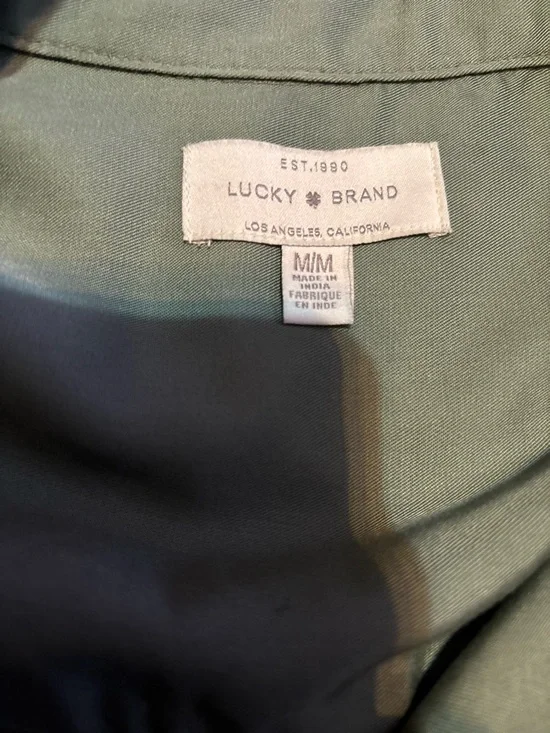 EST.1990
LUCKY BRAND
LOS ANGELES, CALIFORNIA
M/M
MADE IN
INDIA
FABRIQUE
EN INDE